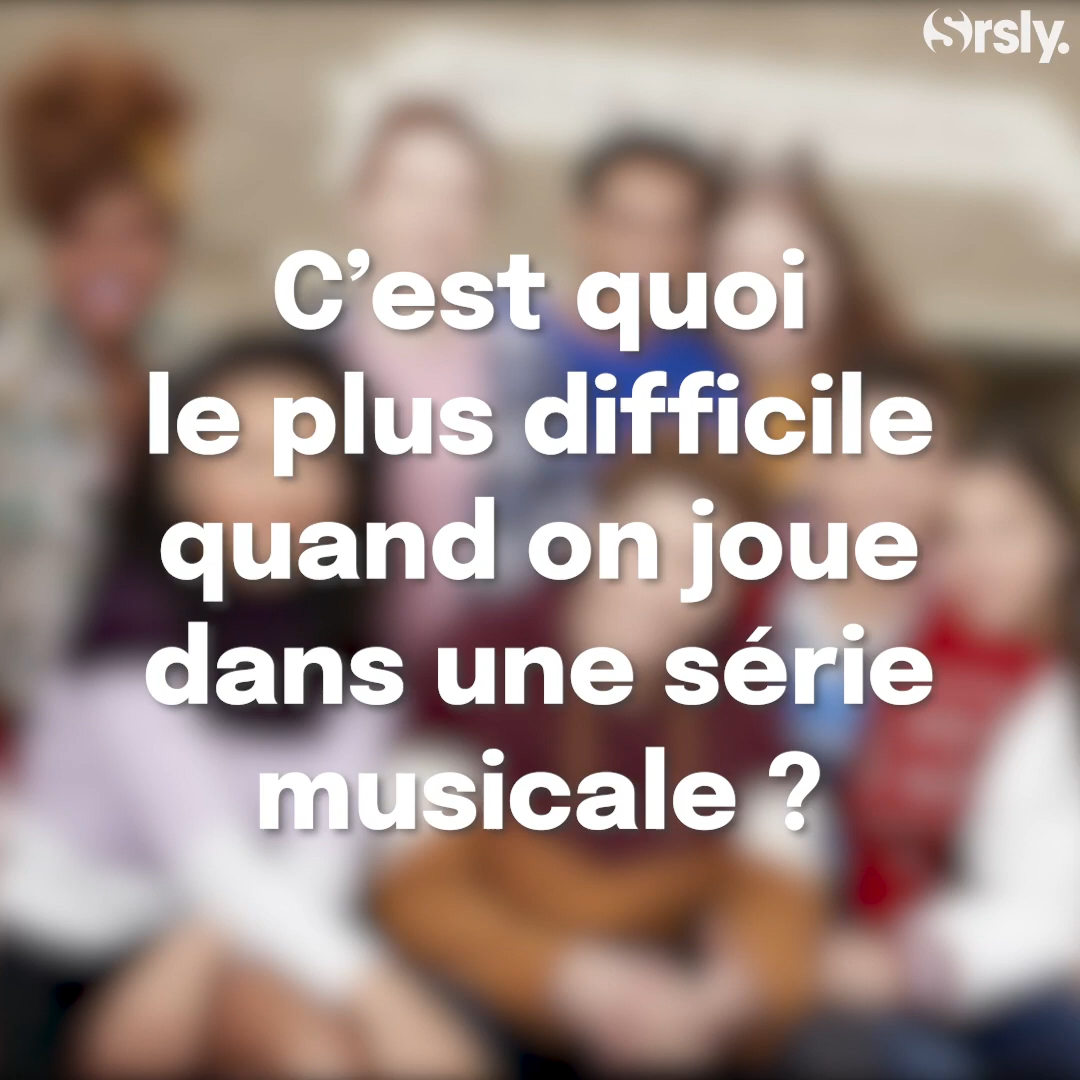 Srsly.
C’est quoi
le plus difficile
quand on joue
dans une série
musicale ?